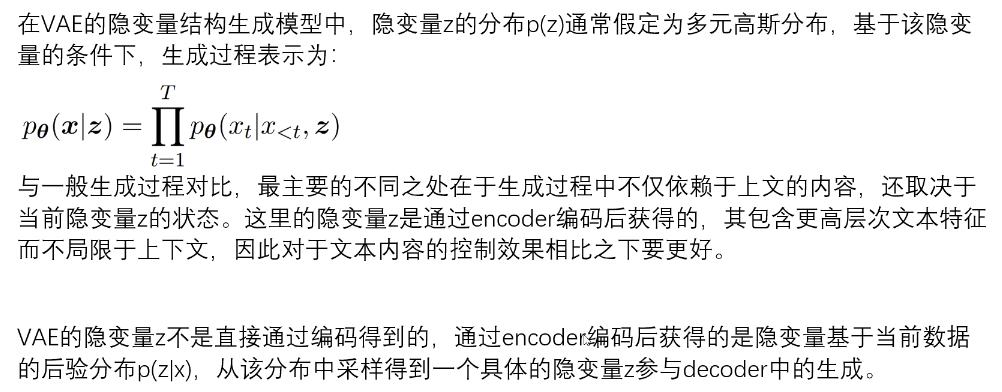 在VAE的隐变量结构生成模型中，隐变量z的分布p(z)通常假定为多元高斯分布，基于该隐变
量的条件下，生成过程表示为：
p_θ(x|z) = ∏_{t=1}^{T} p_θ(x_t|x_{<t}, z)
与一般生成过程对比，最主要的不同之处在于生成过程中不仅依赖于上文的内容，还取决于
当前隐变量z的状态。这里的隐变量z是通过encoder编码后获得的，其包含更高层次文本特征
而不局限于上下文，因此对于文本内容的控制效果相比之下要更好。
VAE的隐变量z不是直接通过编码得到的，通过encoder编码后获得的是隐变量基于当前数据
的后验分布p(z|x)，从该分布中采样得到一个具体的隐变量z参与decoder中的生成。